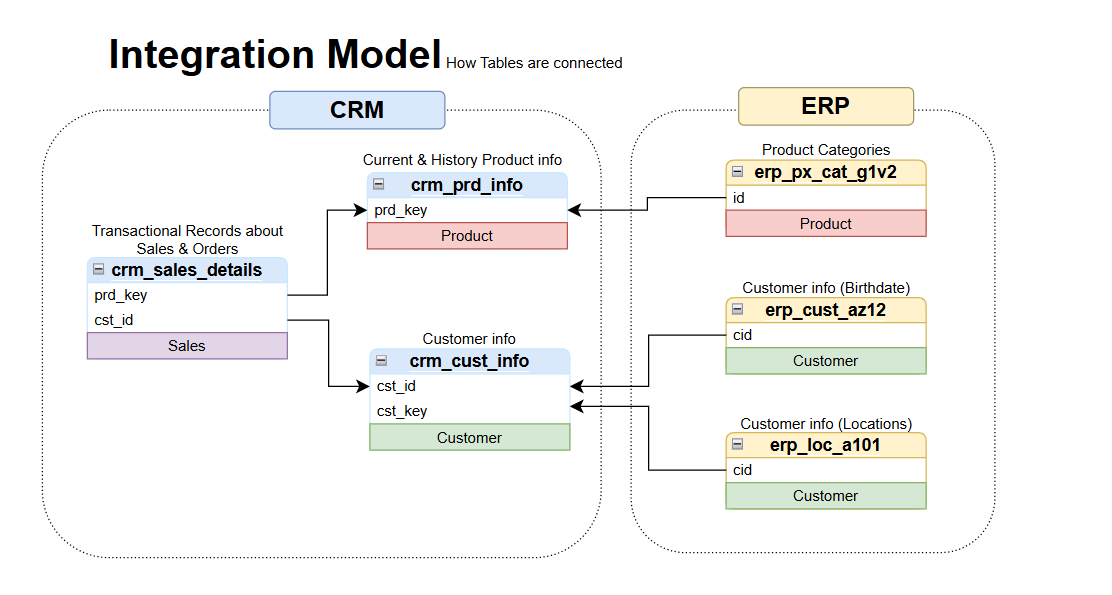 Integration Model How Tables are connected
CRM
Current & History Product info
crm_prd_info
prd_key
Product
Transactional Records about
Sales & Orders
crm_sales_details
prd_key
cst_id
Sales
Customer info
crm_cust_info
cst_id
cst_key
Customer
ERP
Product Categories
erp_px_cat_g1v2
id
Product
Customer info (Birthdate)
erp_cust_az12
cid
Customer
Customer info (Locations)
erp_loc_a101
cid
Customer